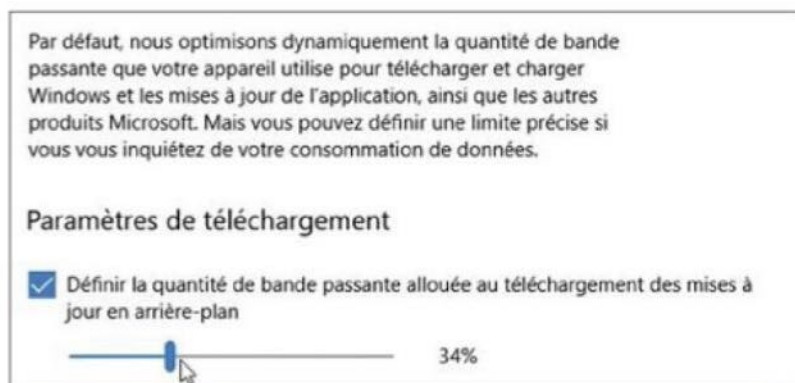 Par défaut, nous optimisons dynamiquement la quantité de bande
passante que votre appareil utilise pour télécharger et charger
Windows et les mises à jour de l'application, ainsi que les autres
produits Microsoft. Mais vous pouvez définir une limite précise si
vous vous inquiétez de votre consommation de données.
Paramètres de téléchargement
Définir la quantité de bande passante allouée au téléchargement des mises à
jour en arrière-plan
34%